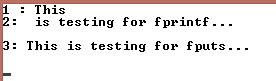 1 : This
2:  is testing for fprintf...

3: This is testing for fputs...